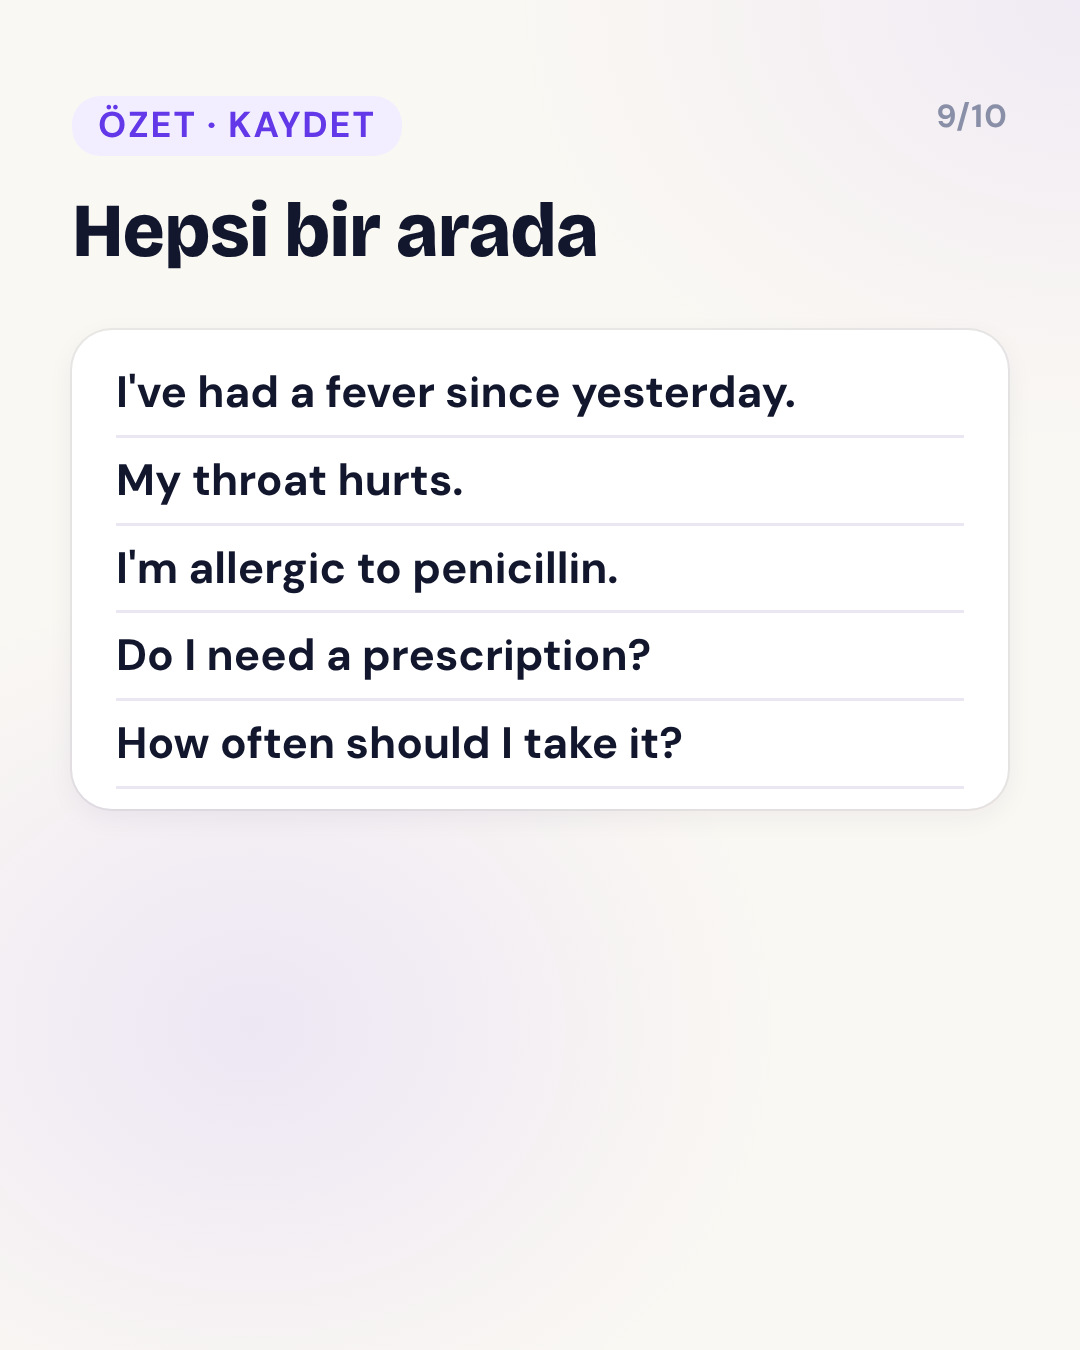 ÖZET · KAYDET
9/10
Hepsi bir arada
I've had a fever since yesterday.
My throat hurts.
I'm allergic to penicillin.
Do I need a prescription?
How often should I take it?